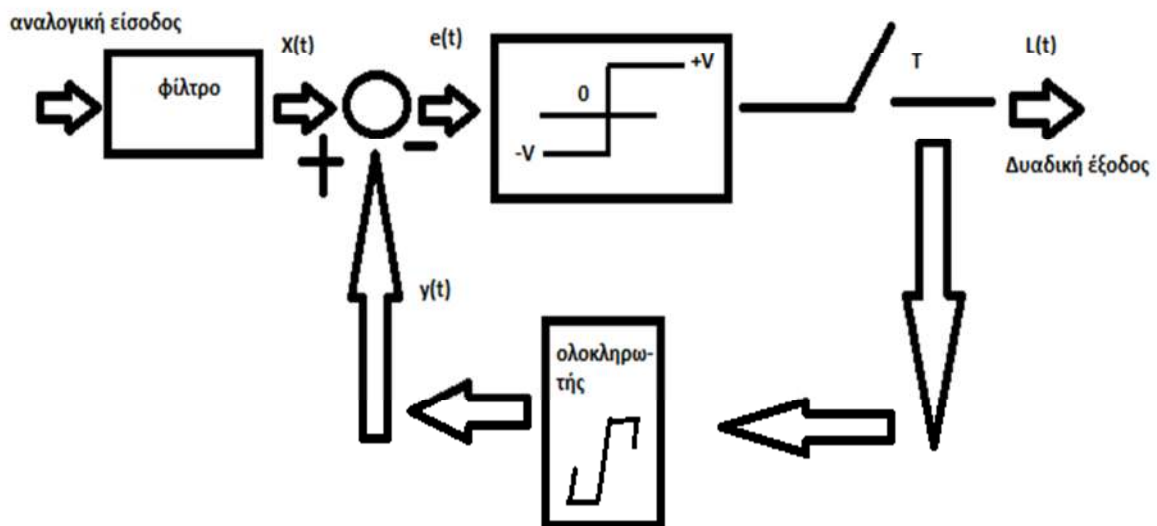 αναλογική είσοδος
φίλτρο
X(t)
+
e(t)
-
+V
0
-V
T
L(t)
Δυαδική έξοδος
y(t)
ολοκληρω-
τής